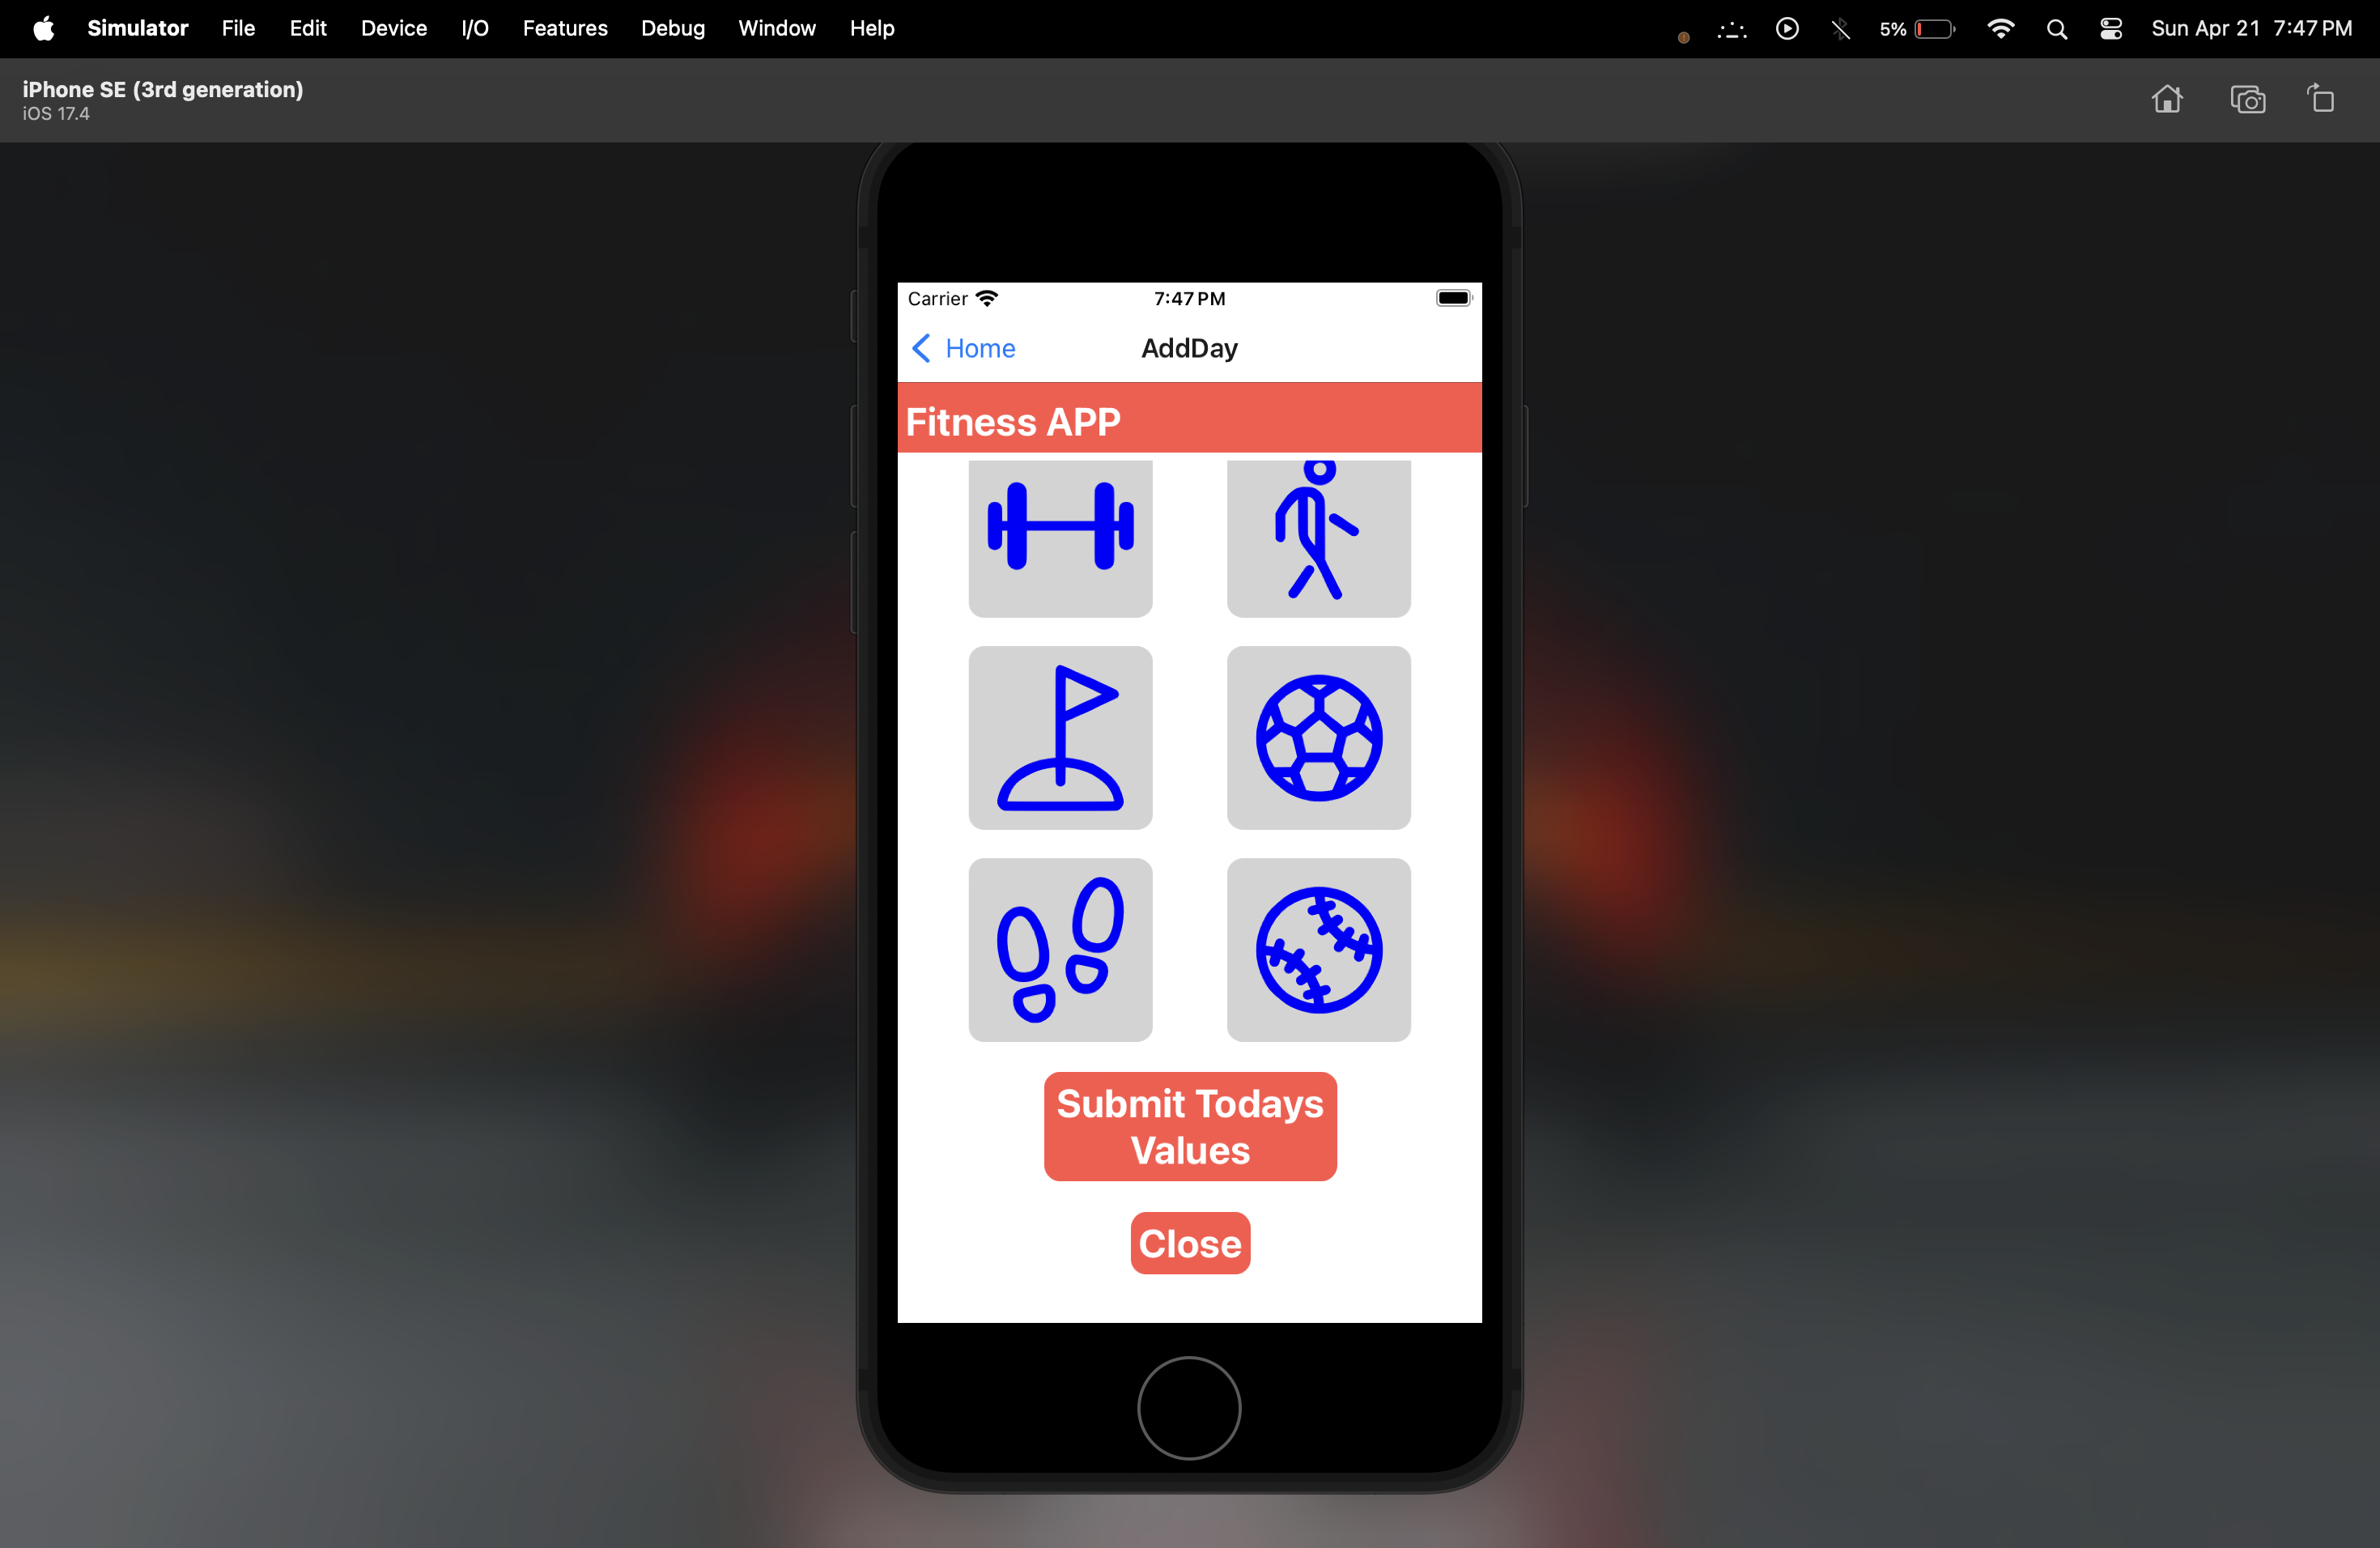 Simulator File Edit Device I/O Features Debug Window Help 5% Sun Apr 21 7:47 PM
iPhone SE (3rd generation)
iOS 17.4
Carrier 7:47 PM
Home AddDay
Fitness APP
Submit Todays
Values
Close